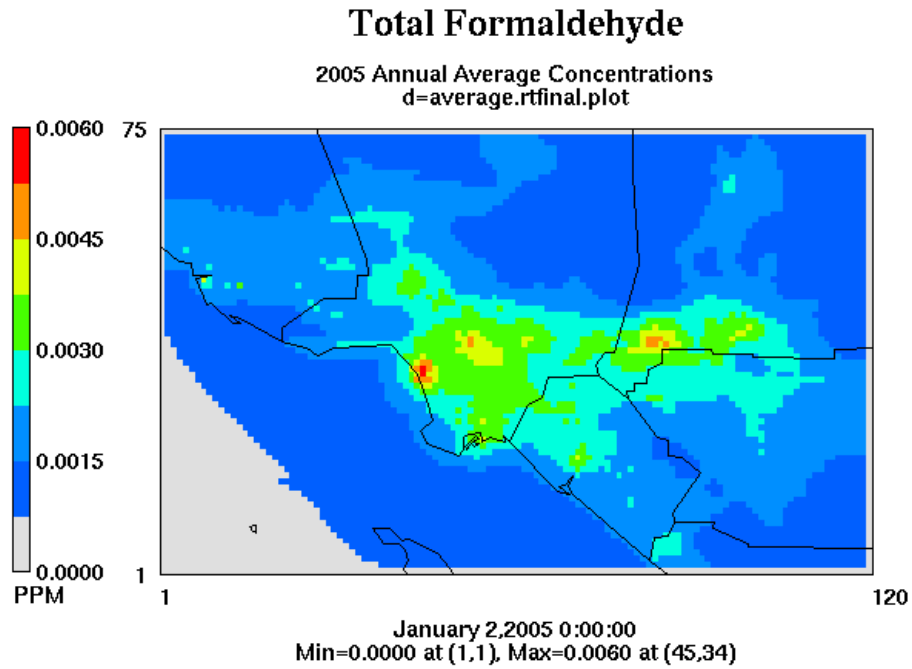 Total Formaldehyde
2005 Annual Average Concentrations
d=average.rtfinal.plot
0.0060
0.0045
0.0030
0.0015
0.0000
PPM
75
1
1
120
January 2,2005 0:00:00
Min=0.0000 at (1,1), Max=0.0060 at (45,34)